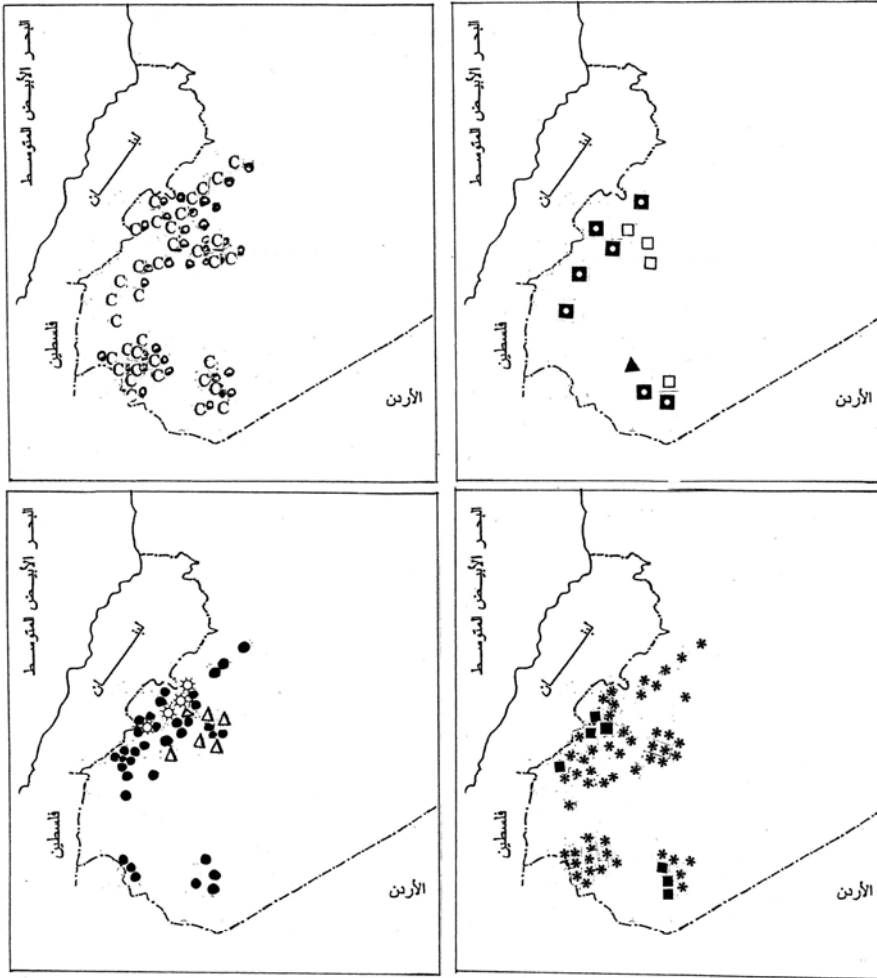 البحر الأبيض المتوسط
لبنان
فلسطين
الأردن
البحر الأبيض المتوسط
لبنان
فلسطين
الأردن
البحر الأبيض المتوسط
لبنان
فلسطين
الأردن
البحر الأبيض المتوسط
لبنان
فلسطين
الأردن